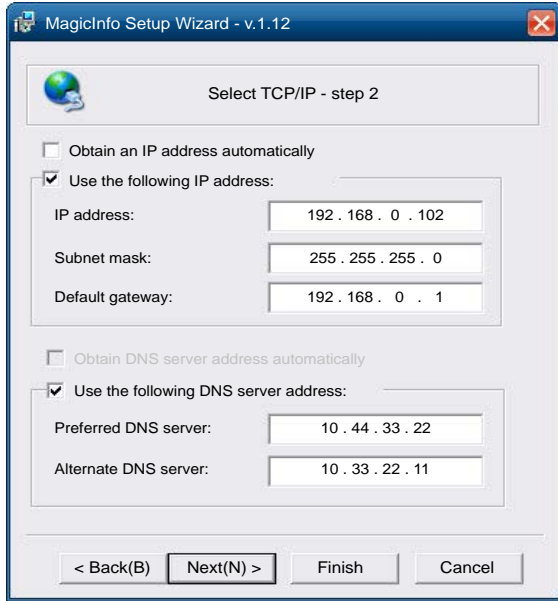 MagicInfo Setup Wizard - v.1.12
Select TCP/IP - step 2
Obtain an IP address automatically
Use the following IP address:
IP address: 192 . 168 . 0 . 102
Subnet mask: 255 . 255 . 255 . 0
Default gateway: 192 . 168 . 0 . 1
Obtain DNS server address automatically
Use the following DNS server address:
Preferred DNS server: 10 . 44 . 33 . 22
Alternate DNS server: 10 . 33 . 22 . 11
< Back(B) Next(N) > Finish Cancel